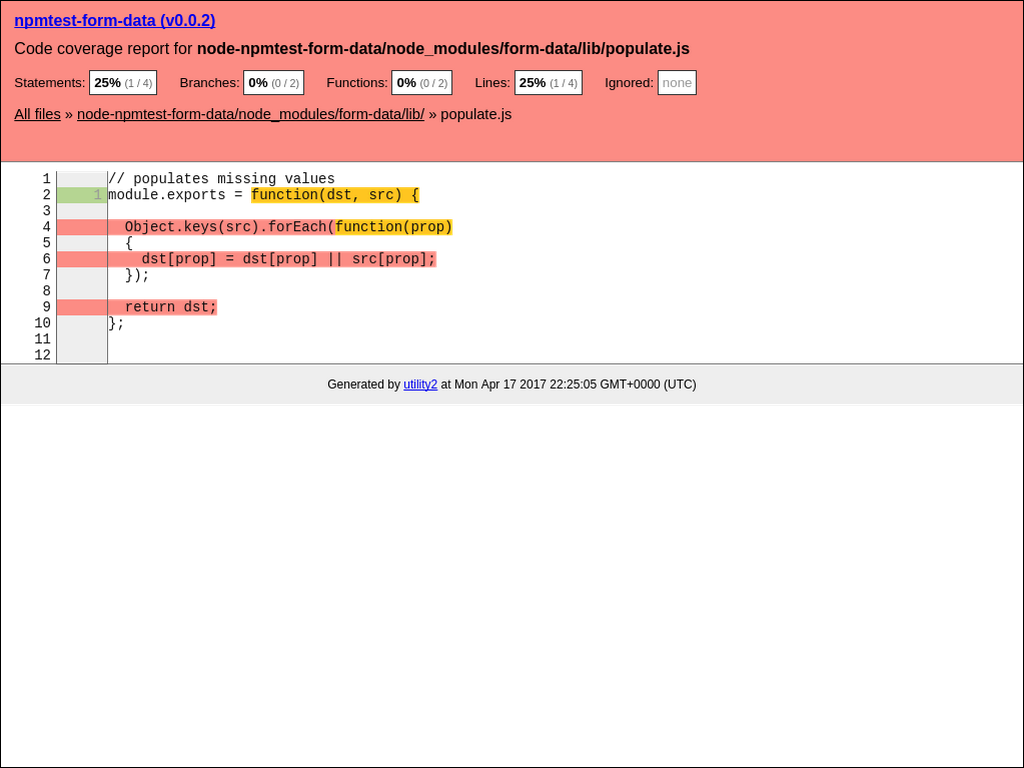 npmtest-form-data (v0.0.2)
Code coverage report for node-npmtest-form-data/node_modules/form-data/lib/populate.js
Statements: 25% (1 / 4) Branches: 0% (0 / 2) Functions: 0% (0 / 2) Lines: 25% (1 / 4) Ignored: none
All files » node-npmtest-form-data/node_modules/form-data/lib/ » populate.js
1 // populates missing values
2 1 module.exports = function(dst, src) {
3
4   Object.keys(src).forEach(function(prop)
5   {
6     dst[prop] = dst[prop] || src[prop];
7   });
8
9   return dst;
10 };
11
12
Generated by utility2 at Mon Apr 17 2017 22:25:05 GMT+0000 (UTC)